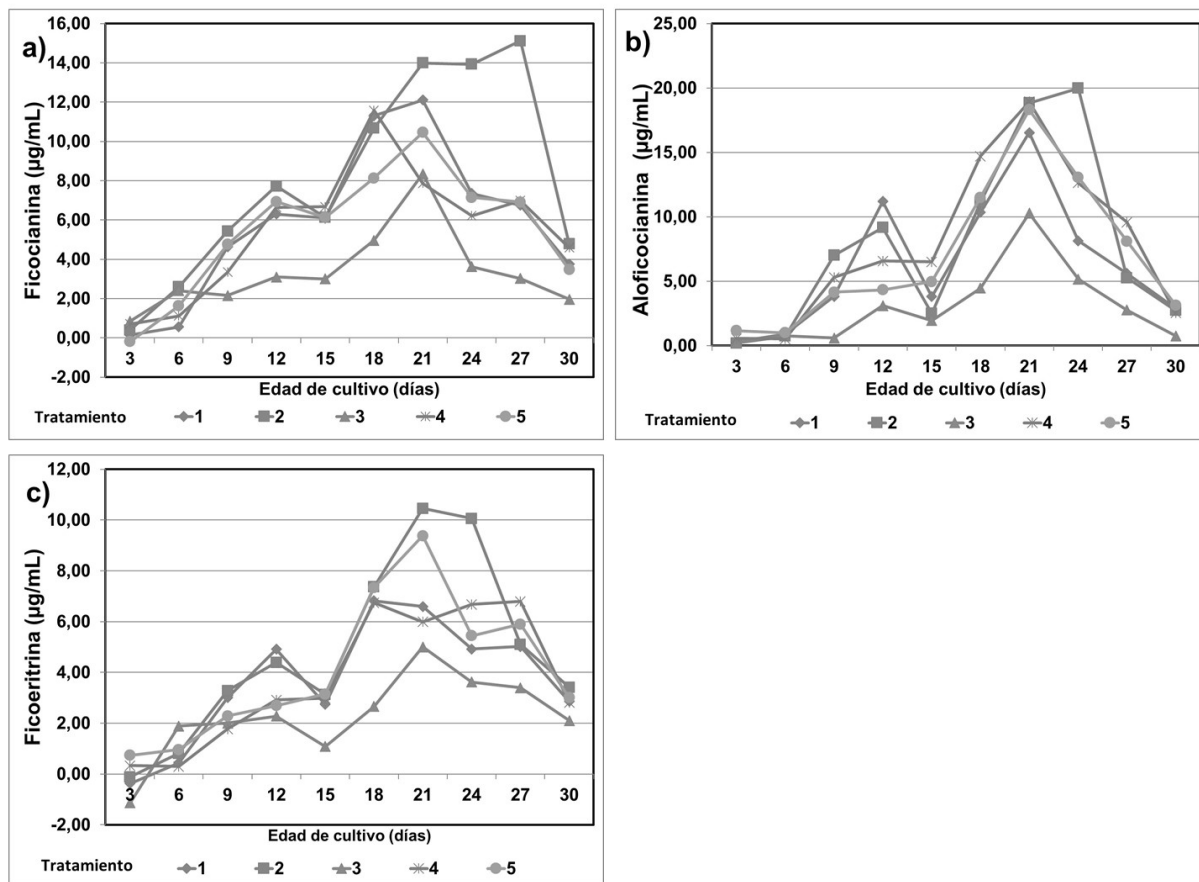 a)
Ficocianina (µg/mL)
16,00
14,00
12,00
10,00
8,00
6,00
4,00
2,00
0,00
-2,00
3 6 9 12 15 18 21 24 27 30
Edad de cultivo (días)
Tratamiento 1 2 3 4 5
b)
Aloficocianina (µg/mL)
25,00
20,00
15,00
10,00
5,00
0,00
3 6 9 12 15 18 21 24 27 30
Edad de cultivo (días)
Tratamiento 1 2 3 4 5
c)
Ficoeritrina (µg/mL)
12,00
10,00
8,00
6,00
4,00
2,00
0,00
-2,00
3 6 9 12 15 18 21 24 27 30
Edad de cultivo (días)
Tratamiento 1 2 3 4 5